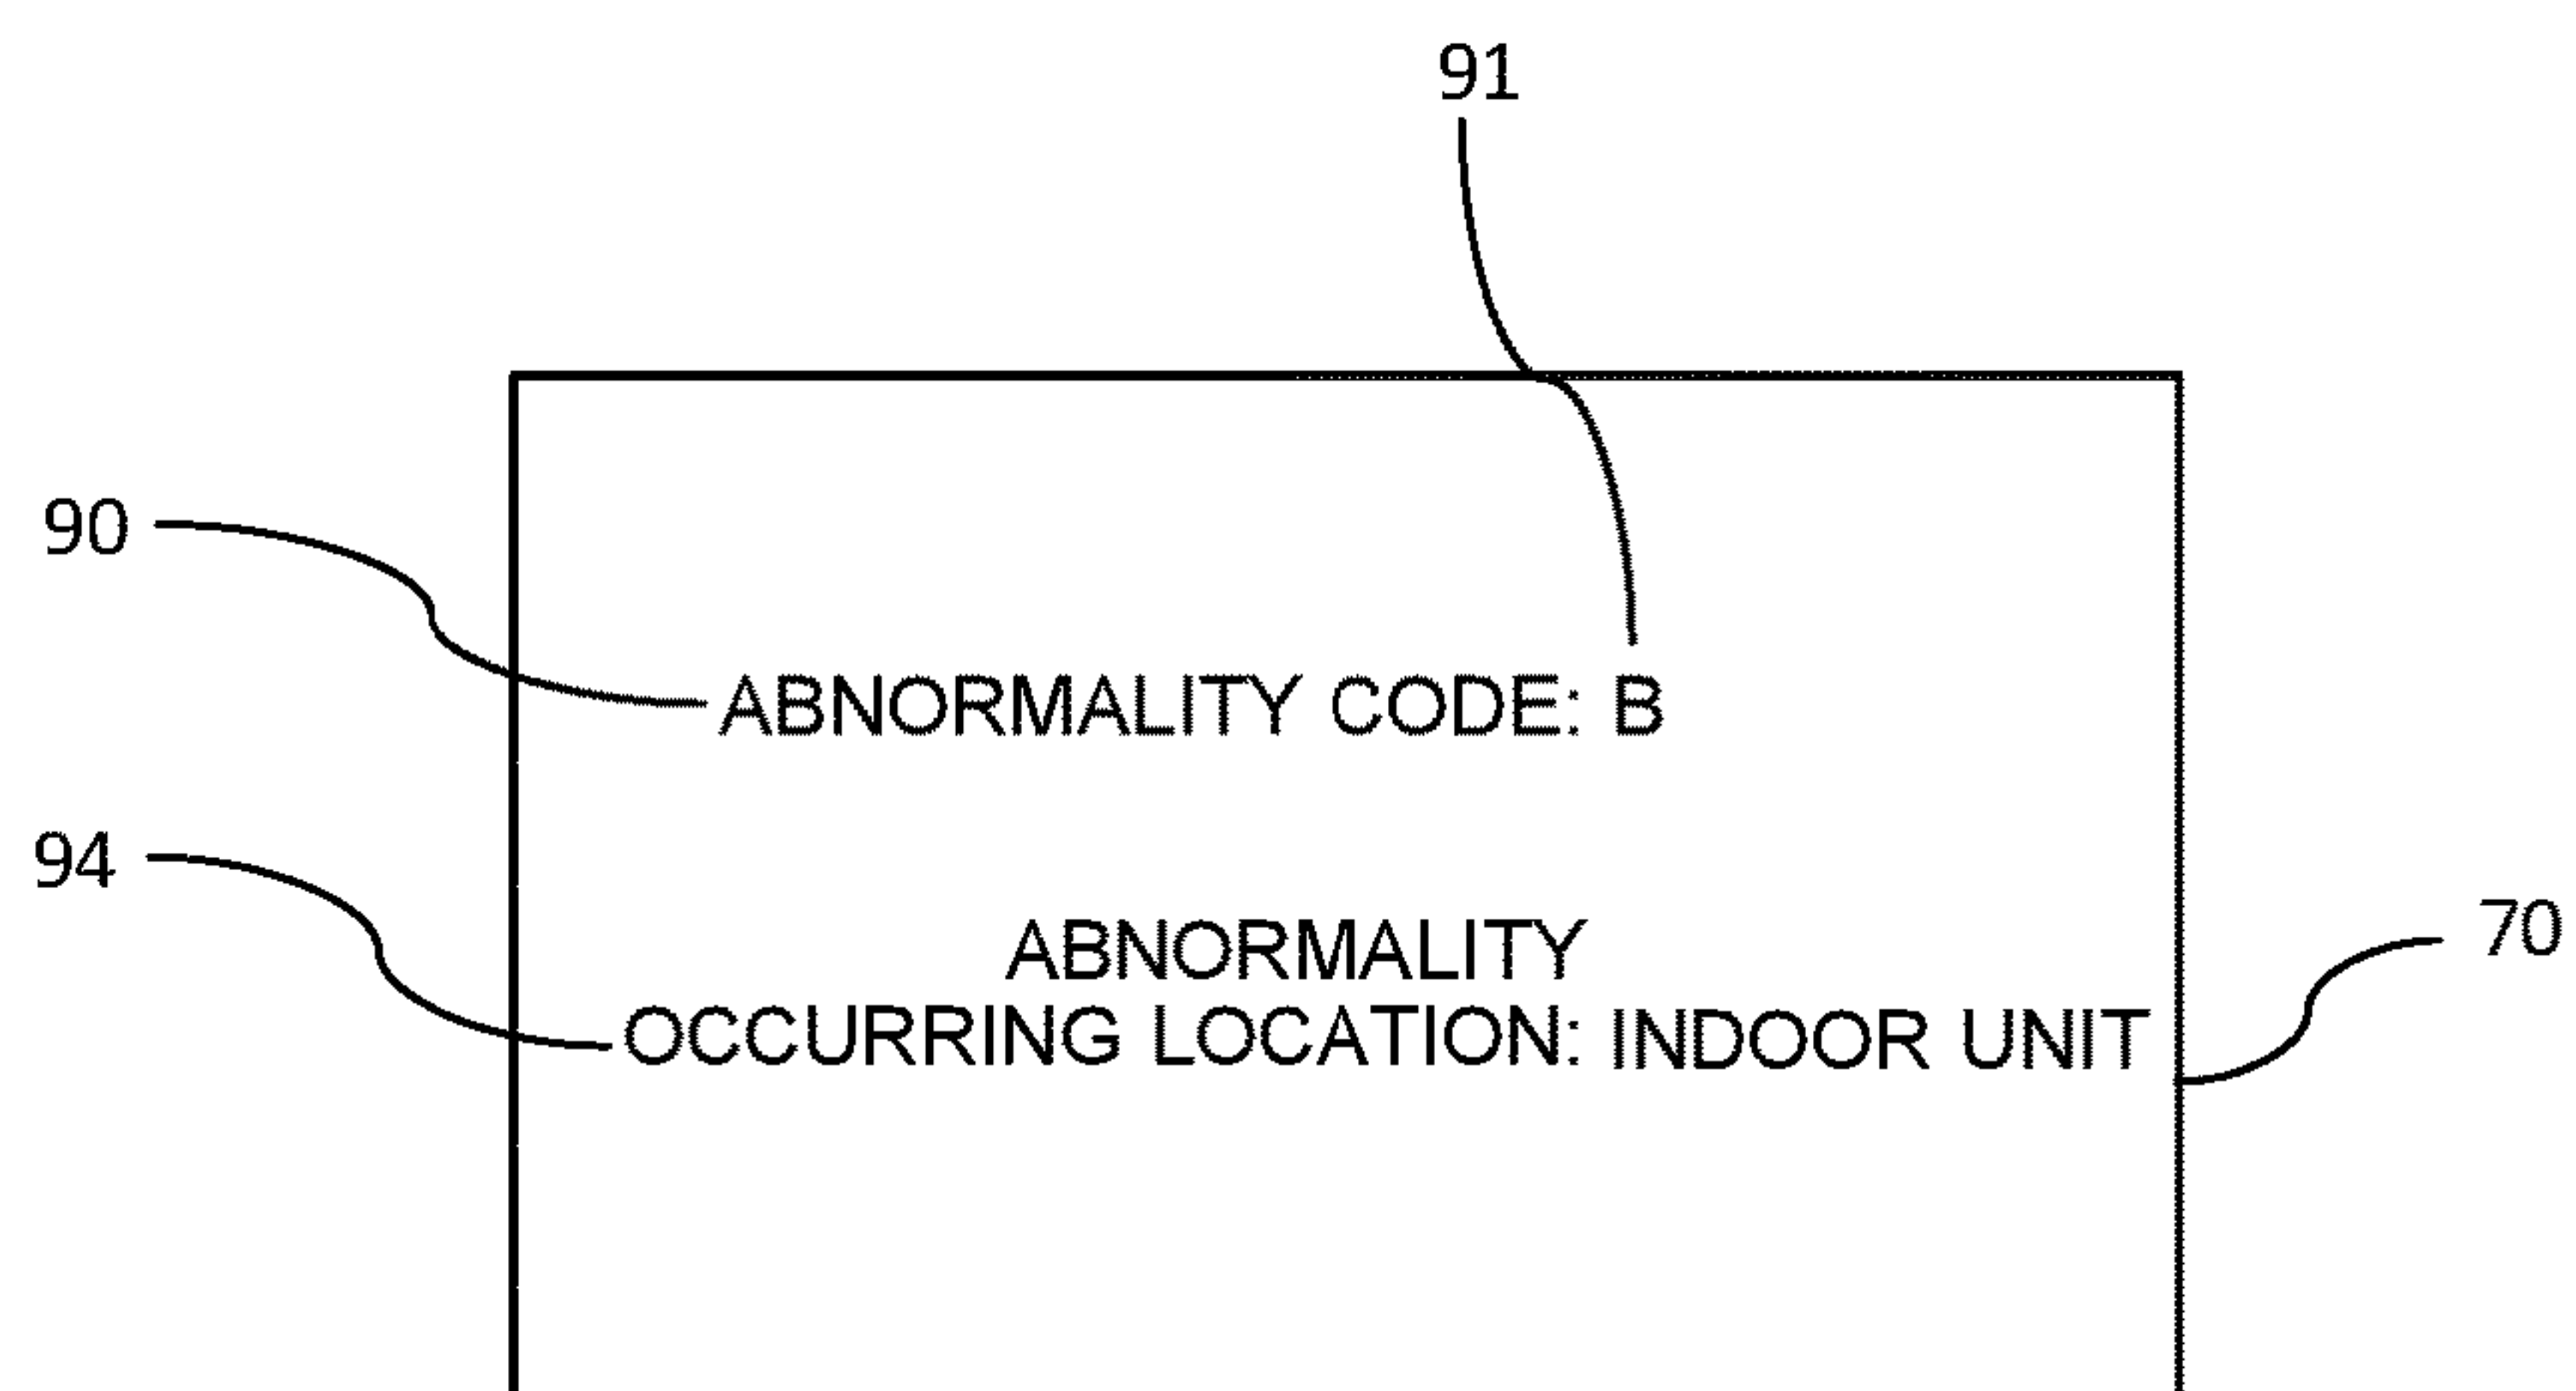 91
90
ABNORMALITY CODE: B
94
ABNORMALITY
70
OCCURRING LOCATION: INDOOR UNIT